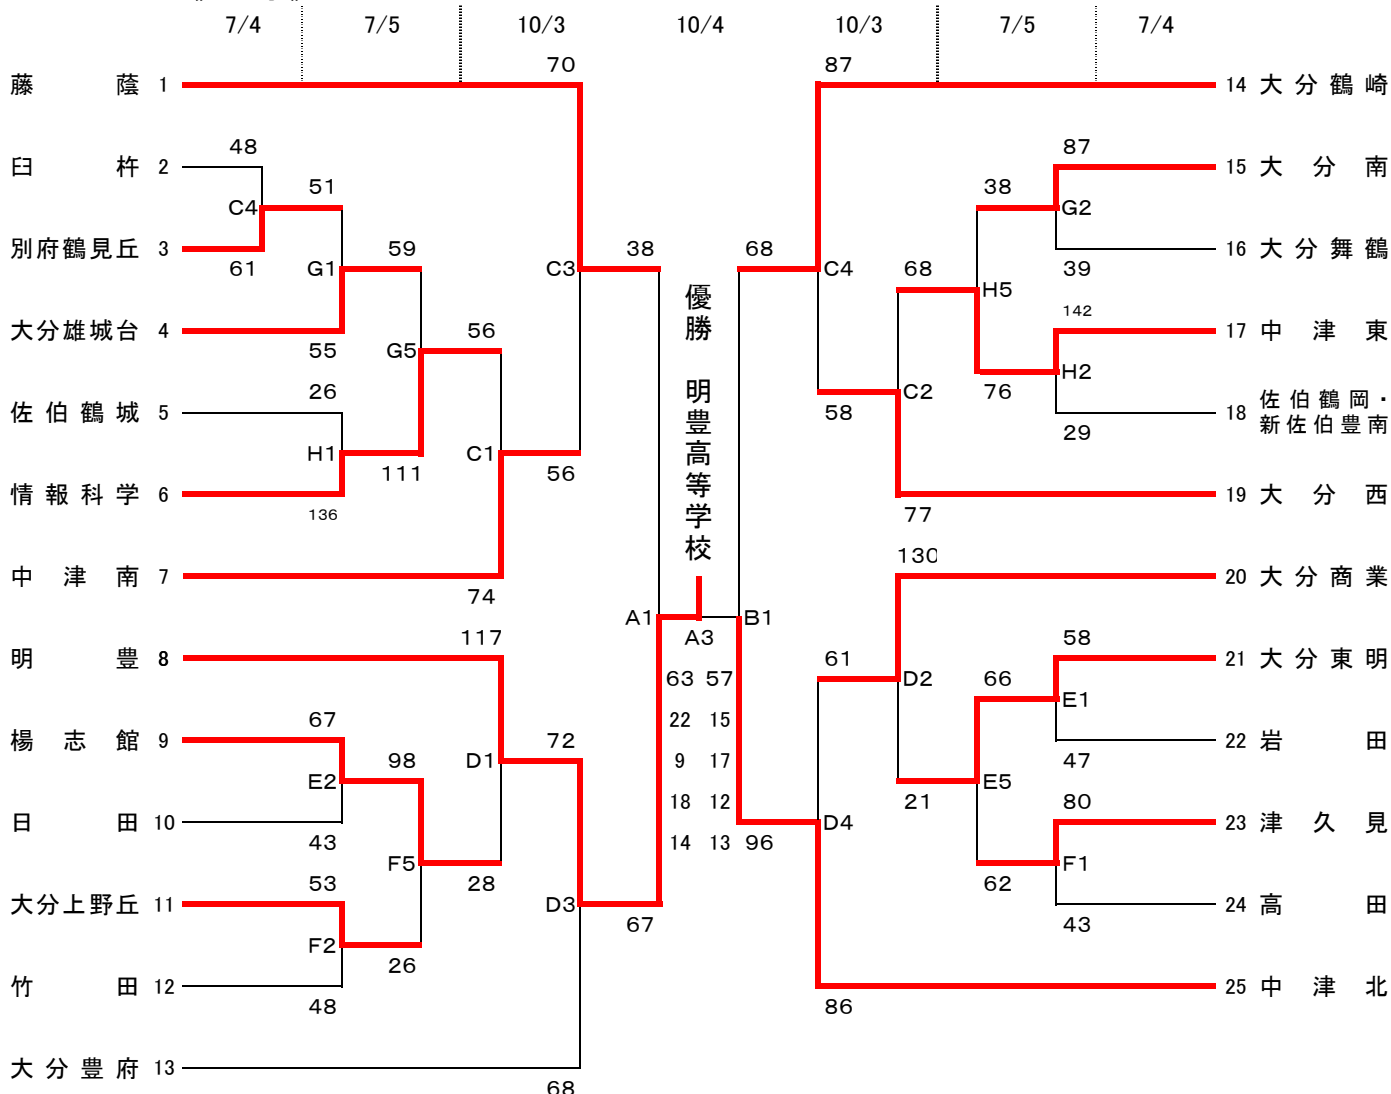 7/4 7/5 10/3 10/4 10/3 7/5 7/4
70 87
藤蔭 1 14 大分鶴崎
48 87
臼杵 2 15 大分南
51 38
C4 G2
別府鶴見丘 3 59 38 68 16 大分舞鶴
61 G1 C3 C4 68 H5 39
優勝 明豊高等学校
142
大分雄城台 4 56 17 中津東
55 G5 H2
26 C2 76
佐伯鶴城 5 58 18 佐伯鶴岡・
新佐伯豊南
29
H1 C1
111 56
情報科学 6 19 大分西
136 77
130
中津南 7 20 大分商業
74
A1 B1
117 A3 58
明豊 8 61 21 大分東明
63 57 D2 66
E1
67 22 15
楊志館 9 98 72 22 岩田
D1 9 17 47
E2 E5
18 12 21 80
日田 10 D4 23 津久見
43 14 13 96
F5 F1
53 28 62
大分上野丘 11 D3 24 高田
67 43
F2
26
竹田 12 25 中津北
48 86
大分豊府 13
68